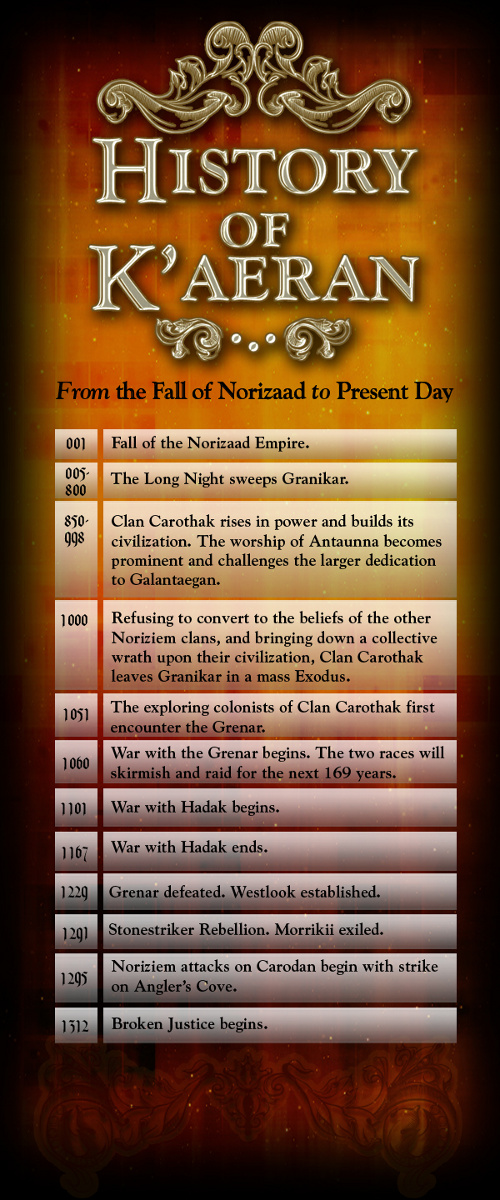 HISTORY
OF
K'AERAN
From the Fall of Norizaad to Present Day
001 Fall of the Norizaad Empire.
005-
800 The Long Night sweeps Granikar.
850-
998 Clan Carothak rises in power and builds its
civilization. The worship of Antaunna becomes
prominent and challenges the larger dedication
to Galantaegan.
1000 Refusing to convert to the beliefs of the other
Noriziem clans, and bringing down a collective
wrath upon their civilization, Clan Carothak
leaves Granikar in a mass Exodus.
1051 The exploring colonists of Clan Carothak first
encounter the Grenar.
1060 War with the Grenar begins. The two races will
skirmish and raid for the next 169 years.
1101 War with Hadak begins.
1167 War with Hadak ends.
1229 Grenar defeated. Westlook established.
1291 Stonestriker Rebellion. Morrikii exiled.
1295 Noriziem attacks on Carodan begin with strike
on Angler's Cove.
1312 Broken Justice begins.